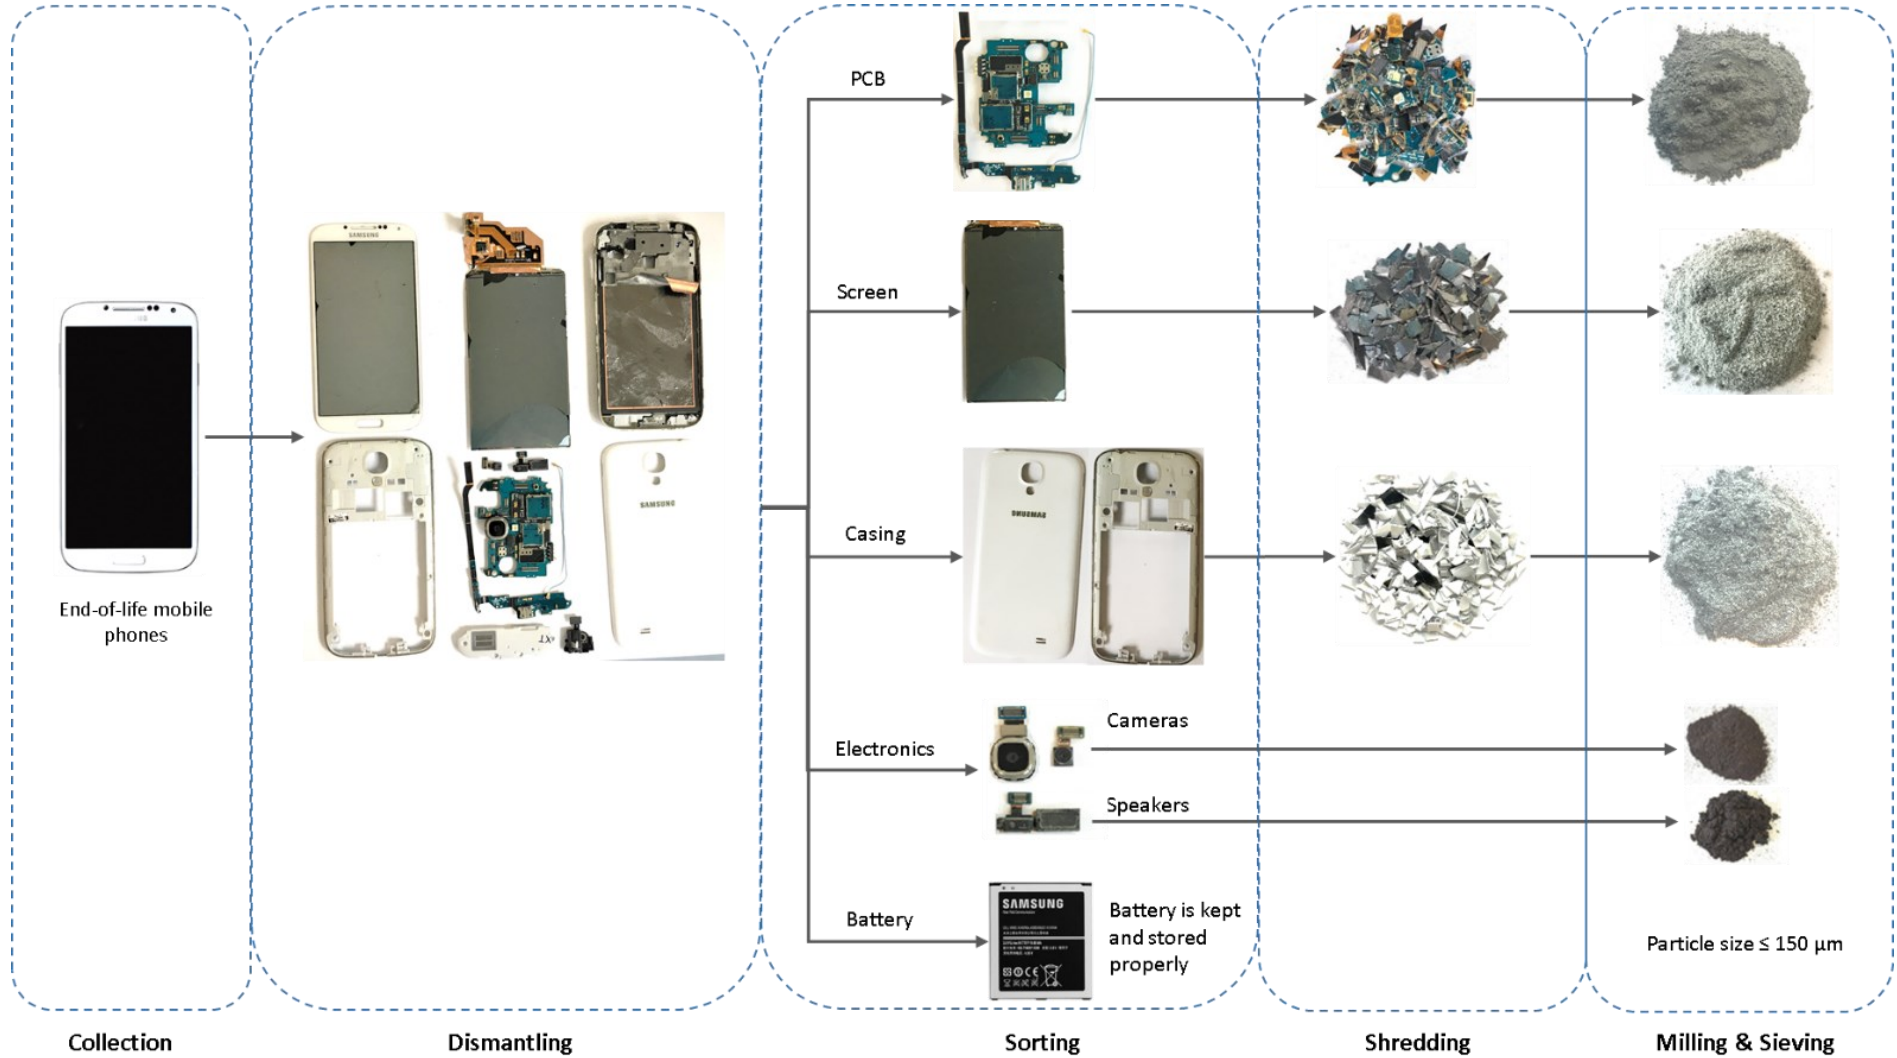 End-of-life mobile
phones
SAMSUNG
SAMSUNG
PCB
Screen
Casing
SAMSUNG
Electronics
Cameras
Speakers
Battery
SAMSUNG
Battery is kept
and stored
properly
Particle size ≤ 150 µm
Collection
Dismantling
Sorting
Shredding
Milling & Sieving